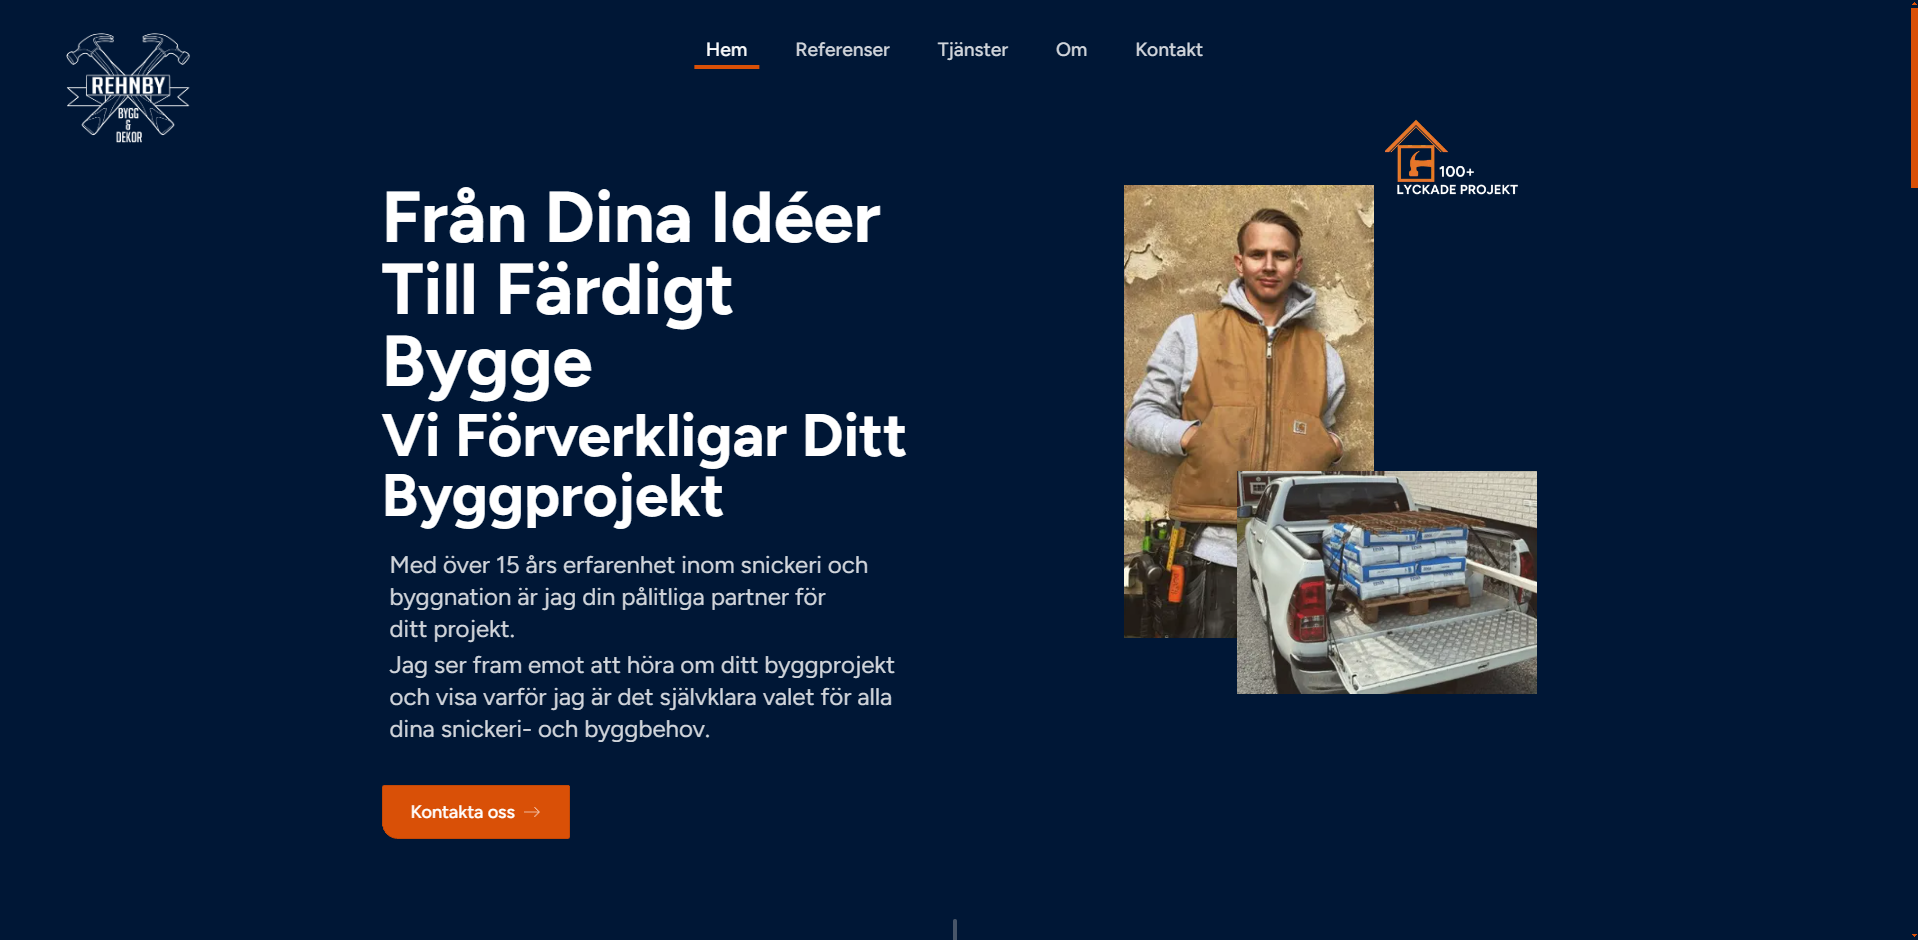 REHNBY
BYGG
&
DEKOR
Hem
Referenser
Tjänster
Om
Kontakt
100+
LYCKADE PROJEKT
Från Dina Idéer
Till Färdigt
Bygge
Vi Förverkligar Ditt
Byggprojekt
Med över 15 års erfarenhet inom snickeri och
byggnation är jag din pålitliga partner för
ditt projekt.
Jag ser fram emot att höra om ditt byggprojekt
och visa varför jag är det självklara valet för alla
dina snickeri- och byggbehov.
Kontakta oss